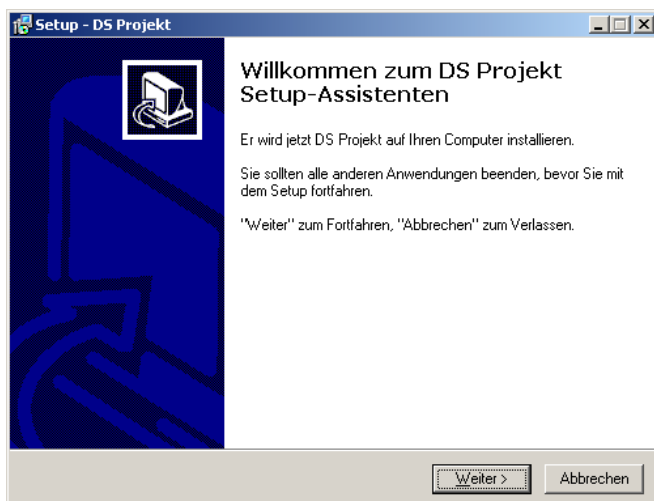 Setup - DS Projekt
Willkommen zum DS Projekt
Setup-Assistenten
Er wird jetzt DS Projekt auf Ihren Computer installieren.
Sie sollten alle anderen Anwendungen beenden, bevor Sie mit
dem Setup fortfahren.
"Weiter" zum Fortfahren, "Abbrechen" zum Verlassen.
Weiter >
Abbrechen